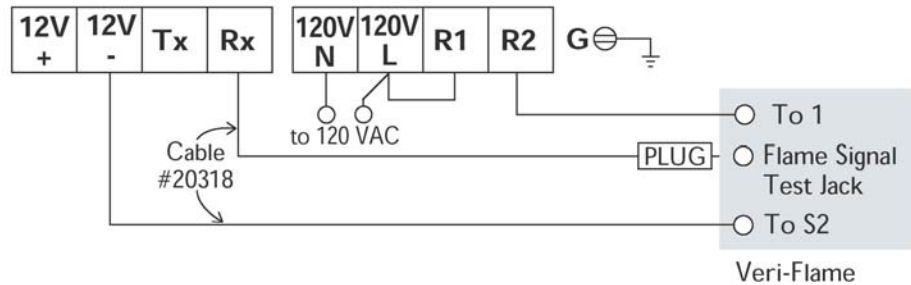 12V + 12V - Tx Rx 120V N 120V L R1 R2 G
to 120 VAC
Cable #20318
PLUG
To 1
Flame Signal
Test Jack
To S2
Veri-Flame